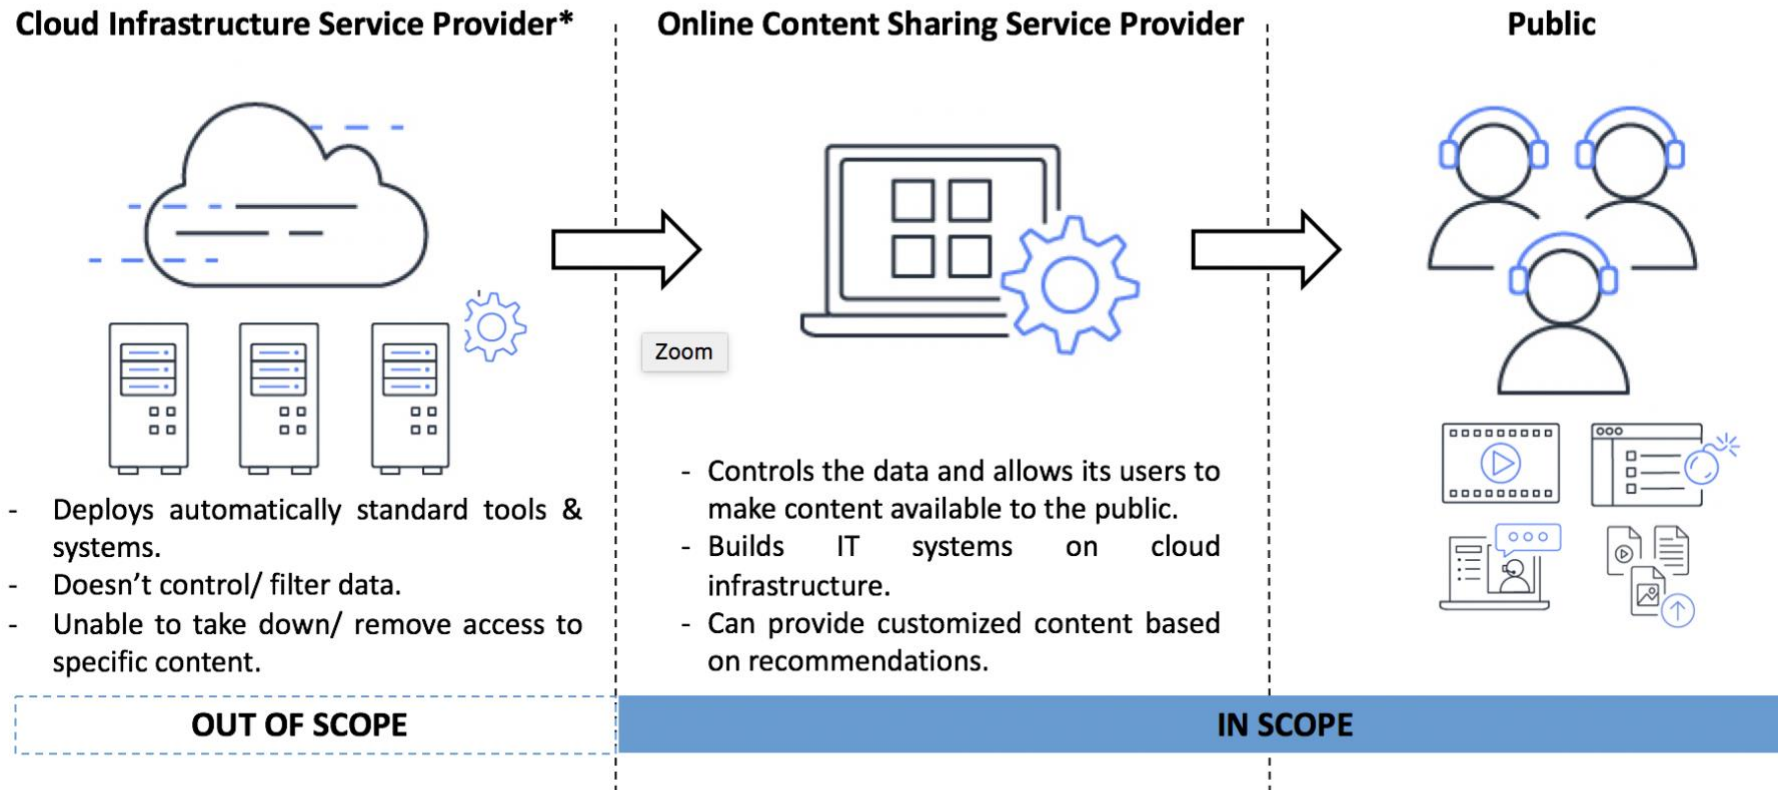 Cloud Infrastructure Service Provider*
Online Content Sharing Service Provider
Public
Zoom
- Deploys automatically standard tools &
systems.
- Doesn't control/ filter data.
- Unable to take down/ remove access to
specific content.
- Controls the data and allows its users to
make content available to the public.
- Builds IT systems on cloud
infrastructure.
- Can provide customized content based
on recommendations.
OUT OF SCOPE
IN SCOPE